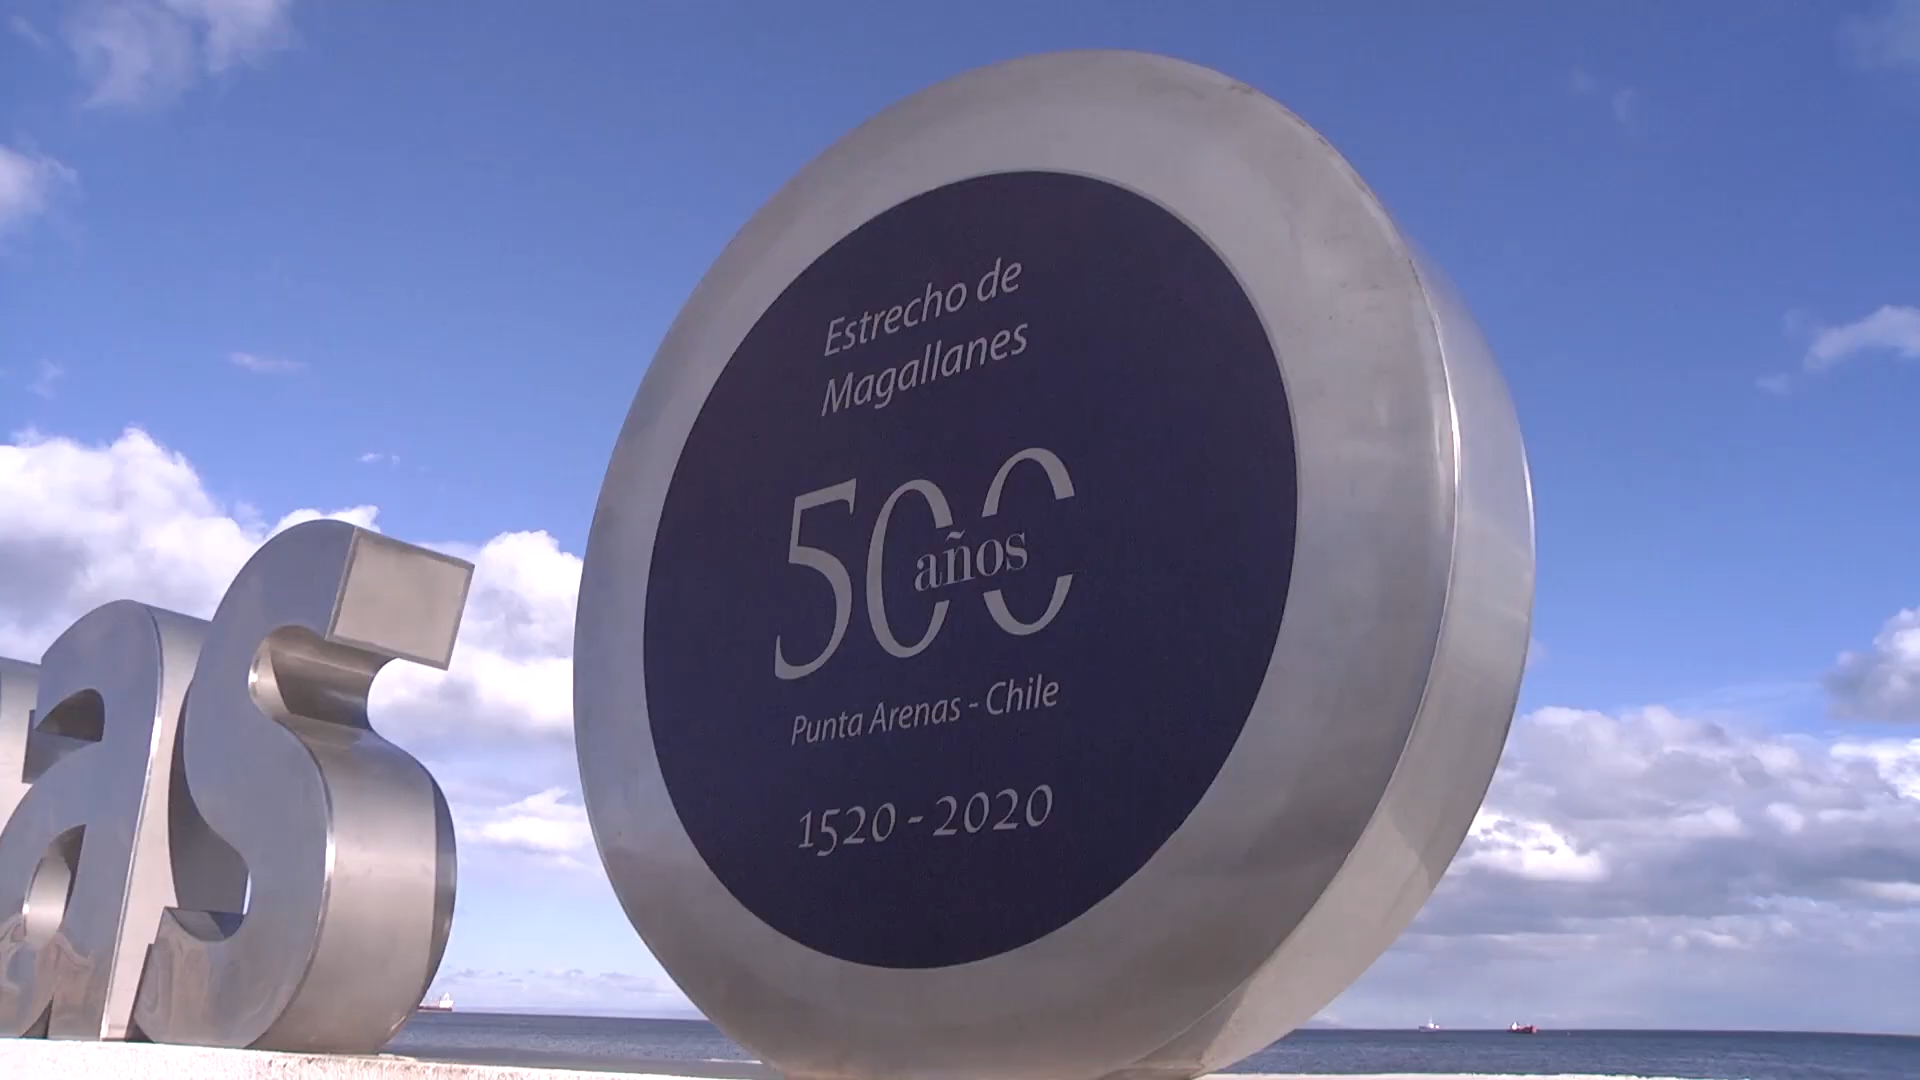 as
Estrecho de
Magallanes
500
años
Punta Arenas - Chile
1520 - 2020